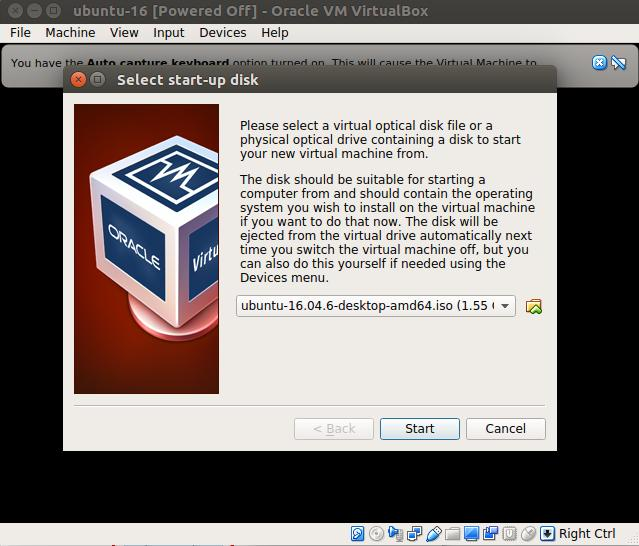 ubuntu-16 [Powered Off] - Oracle VM VirtualBox
File Machine View Input Devices Help
You have the Auto capture keyboard option turned on. This will cause the Virtual Machine to
Select start-up disk
Please select a virtual optical disk file or a
physical optical drive containing a disk to start
your new virtual machine from.
The disk should be suitable for starting a
computer from and should contain the operating
system you wish to install on the virtual machine
if you want to do that now. The disk will be
ejected from the virtual drive automatically next
time you switch the virtual machine off, but you
can also do this yourself if needed using the
Devices menu.
ORACLE
Virtu
ubuntu-16.04.6-desktop-amd64.iso (1.55
< Back Start Cancel
Right Ctrl